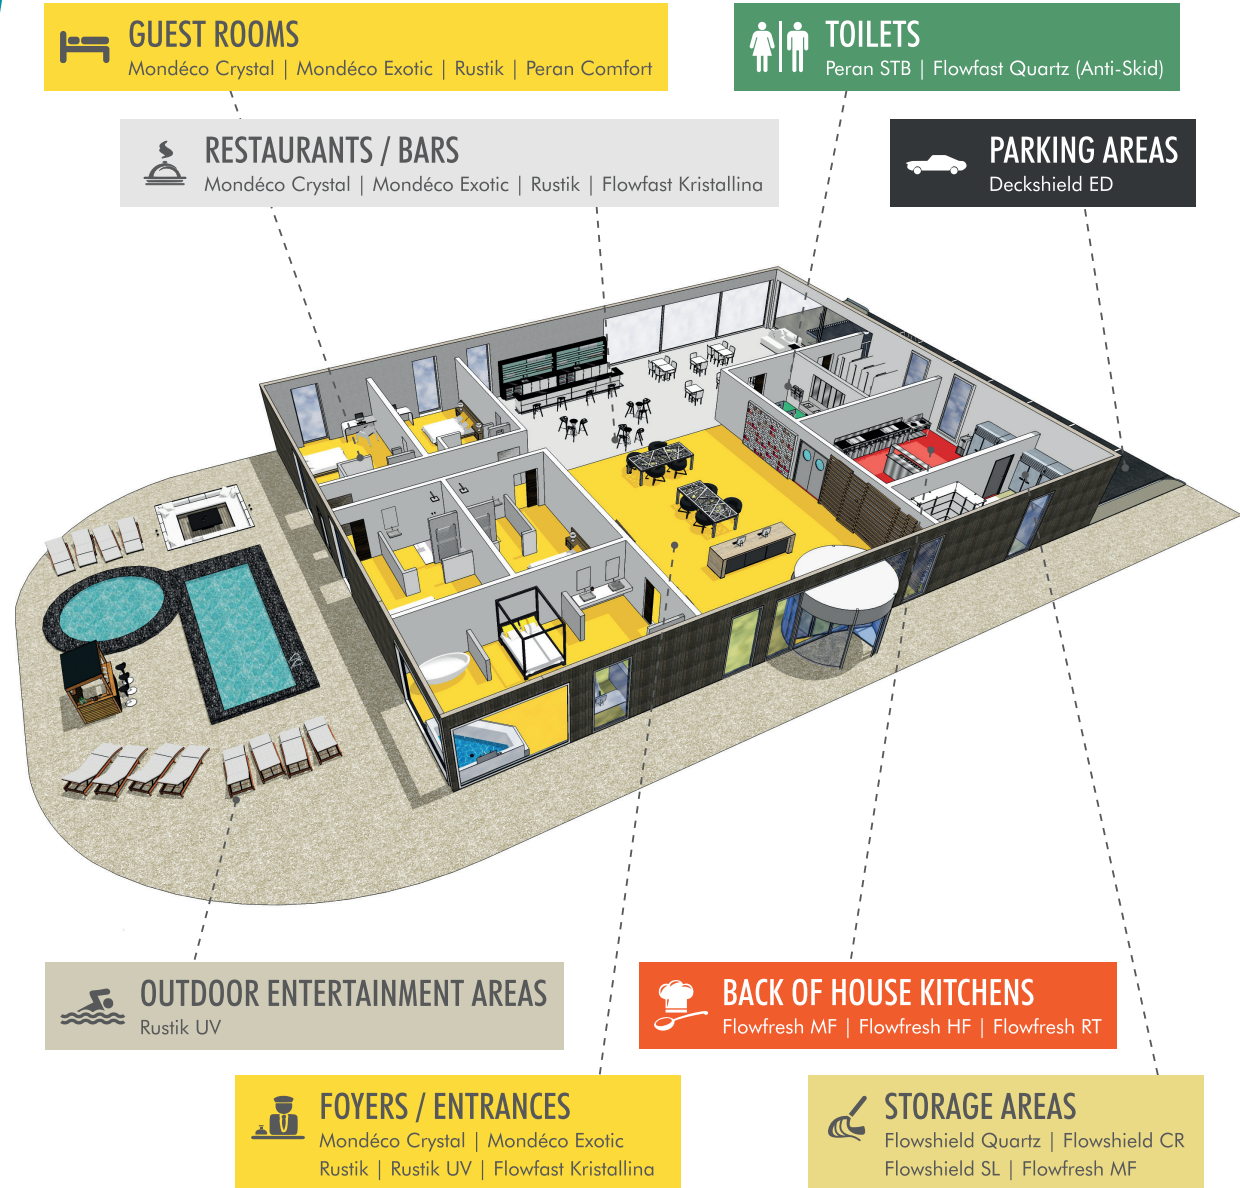 GUEST ROOMS
Mondéco Crystal | Mondéco Exotic | Rustik | Peran Comfort
TOILETS
Peran STB | Flowfast Quartz (Anti-Skid)
RESTAURANTS / BARS
Mondéco Crystal | Mondéco Exotic | Rustik | Flowfast Kristallina
PARKING AREAS
Deckshield ED
OUTDOOR ENTERTAINMENT AREAS
Rustik UV
BACK OF HOUSE KITCHENS
Flowfresh MF | Flowfresh HF | Flowfresh RT
FOYERS / ENTRANCES
Mondéco Crystal | Mondéco Exotic
Rustik | Rustik UV | Flowfast Kristallina
STORAGE AREAS
Flowshield Quartz | Flowshield CR
Flowshield SL | Flowfresh MF